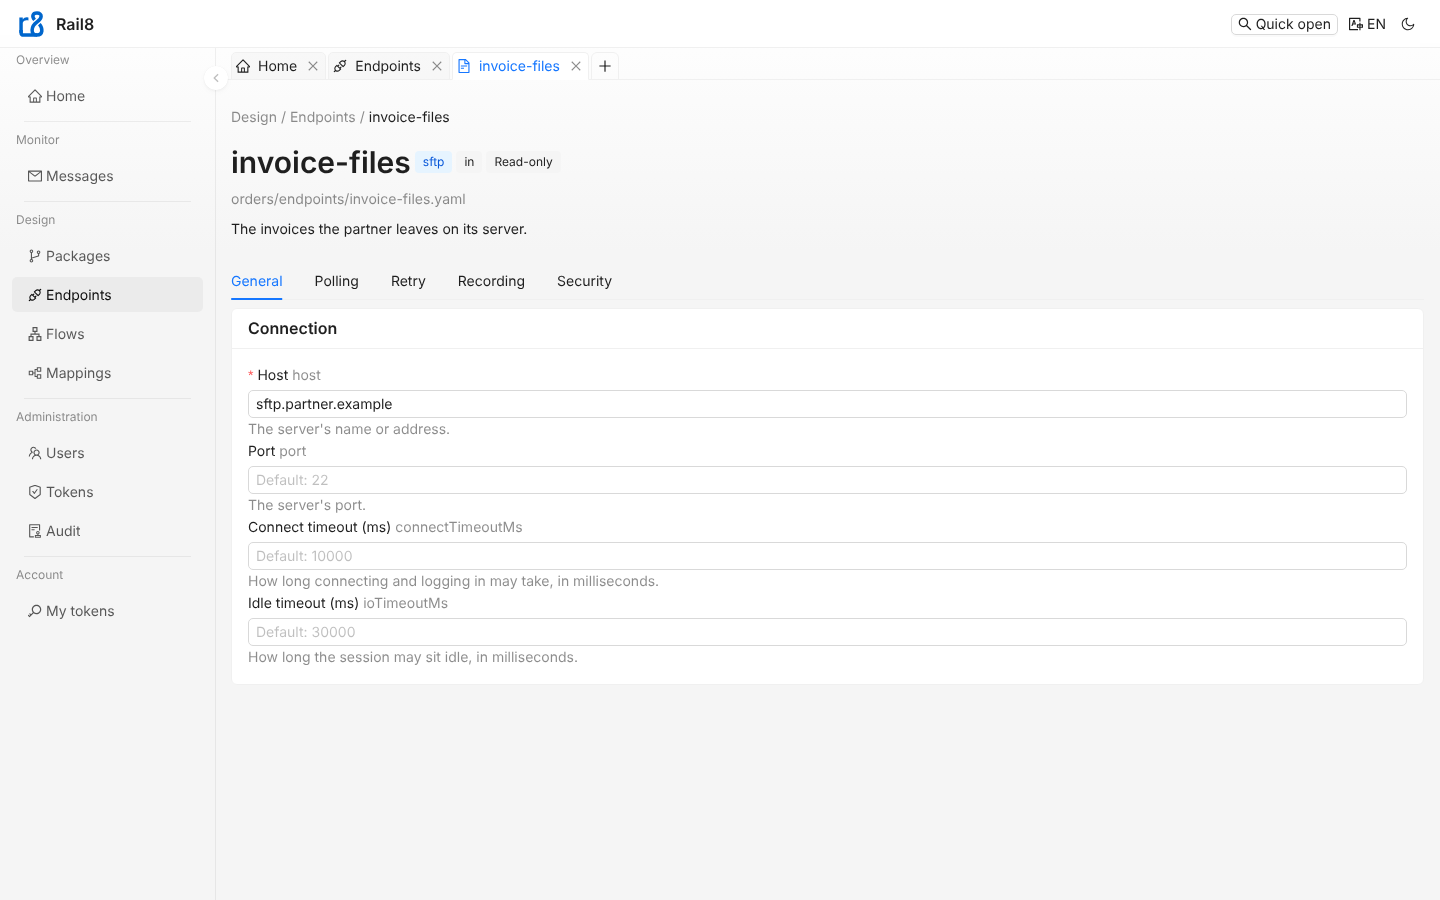 Rail8
Quick open
EN
Overview
Home
Monitor
Messages
Design
Packages
Endpoints
Flows
Mappings
Administration
Users
Tokens
Audit
Account
My tokens
Home
Endpoints
invoice-files
Design / Endpoints / invoice-files
invoice-files sftp in Read-only
orders/endpoints/invoice-files.yaml
The invoices the partner leaves on its server.
General Polling Retry Recording Security
Connection
* Host host
sftp.partner.example
The server's name or address.
Port port
Default: 22
The server's port.
Connect timeout (ms) connectTimeoutMs
Default: 10000
How long connecting and logging in may take, in milliseconds.
Idle timeout (ms) ioTimeoutMs
Default: 30000
How long the session may sit idle, in milliseconds.